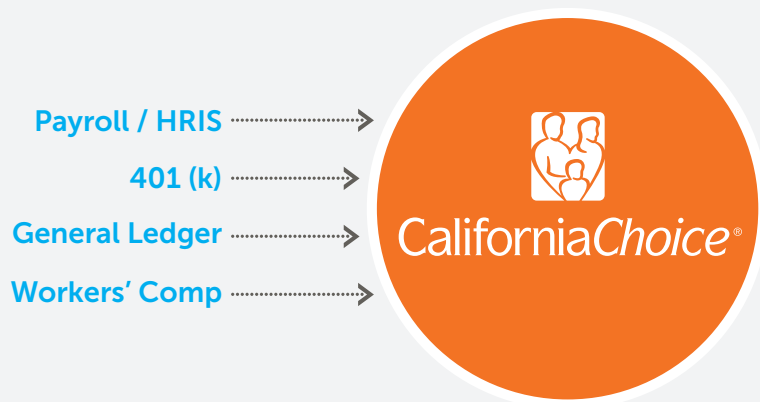 Payroll / HRIS
401 (k)
General Ledger
Workers’ Comp
CaliforniaChoice®